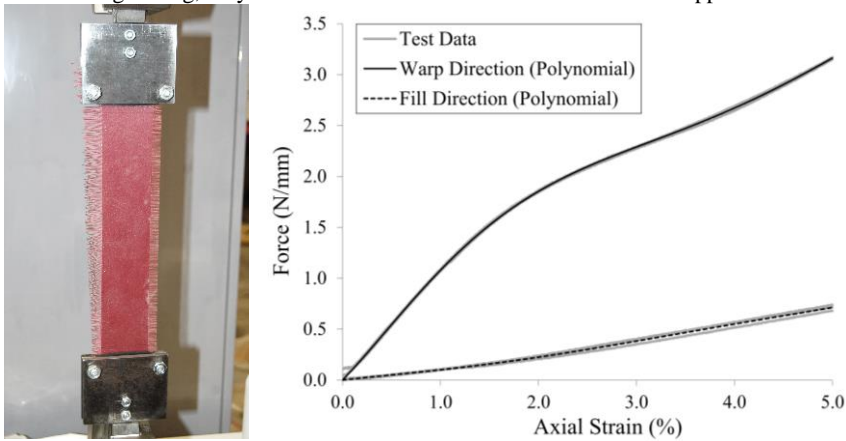 Test Data
Warp Direction (Polynomial)
Fill Direction (Polynomial)
3.5
3.0
2.5
2.0
1.5
1.0
0.5
0.0
Force (N/mm)
0.0 1.0 2.0 3.0 4.0 5.0
Axial Strain (%)